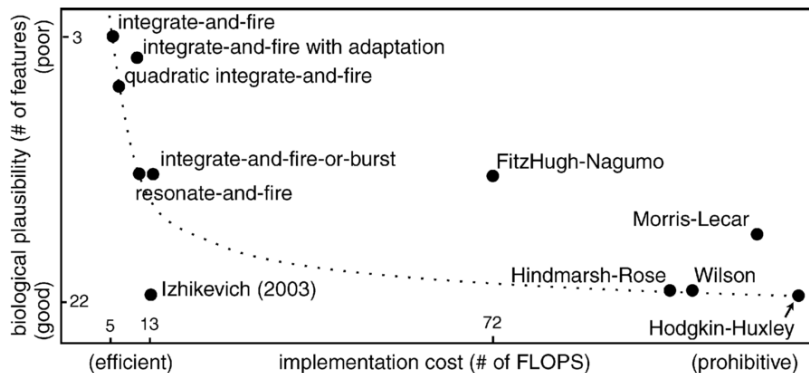 biological plausibility (# of features)
(good) (poor)
3
22
integrate-and-fire
integrate-and-fire with adaptation
quadratic integrate-and-fire
integrate-and-fire-or-burst
resonate-and-fire
FitzHugh-Nagumo
Morris-Lecar
Izhikevich (2003)
Hindmarsh-Rose
Wilson
Hodgkin-Huxley
5
13
72
(efficient)
implementation cost (# of FLOPS)
(prohibitive)